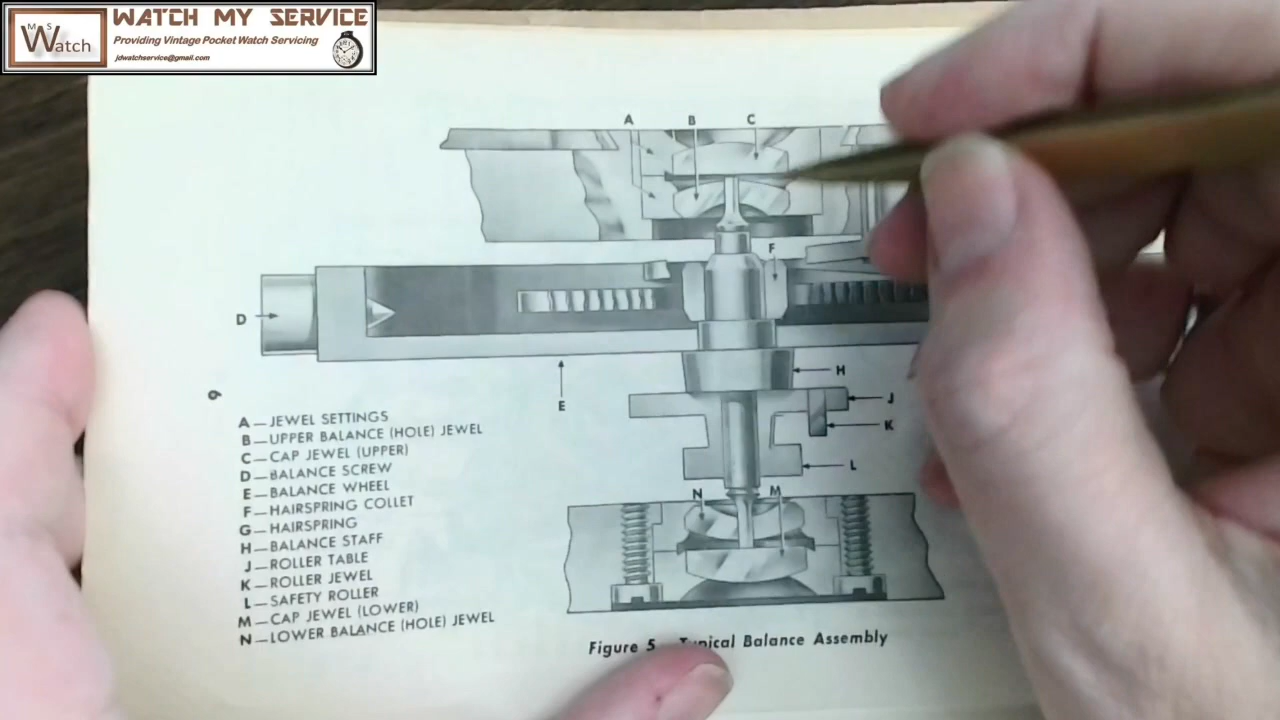 M S
Watch
WATCH MY SERVICE
Providing Vintage Pocket Watch Servicing
jdwatchservice@gmail.com
A B C
F
D
H
E
J
K
L
N M
6
A—JEWEL SETTINGS
B—UPPER BALANCE (HOLE) JEWEL
C—CAP JEWEL (UPPER)
D—BALANCE SCREW
E—BALANCE WHEEL
F—HAIRSPRING COLLET
G—HAIRSPRING
H—BALANCE STAFF
J—ROLLER TABLE
K—ROLLER JEWEL
L—SAFETY ROLLER
M—CAP JEWEL (LOWER)
N—LOWER BALANCE (HOLE) JEWEL
Figure 5 Typical Balance Assembly